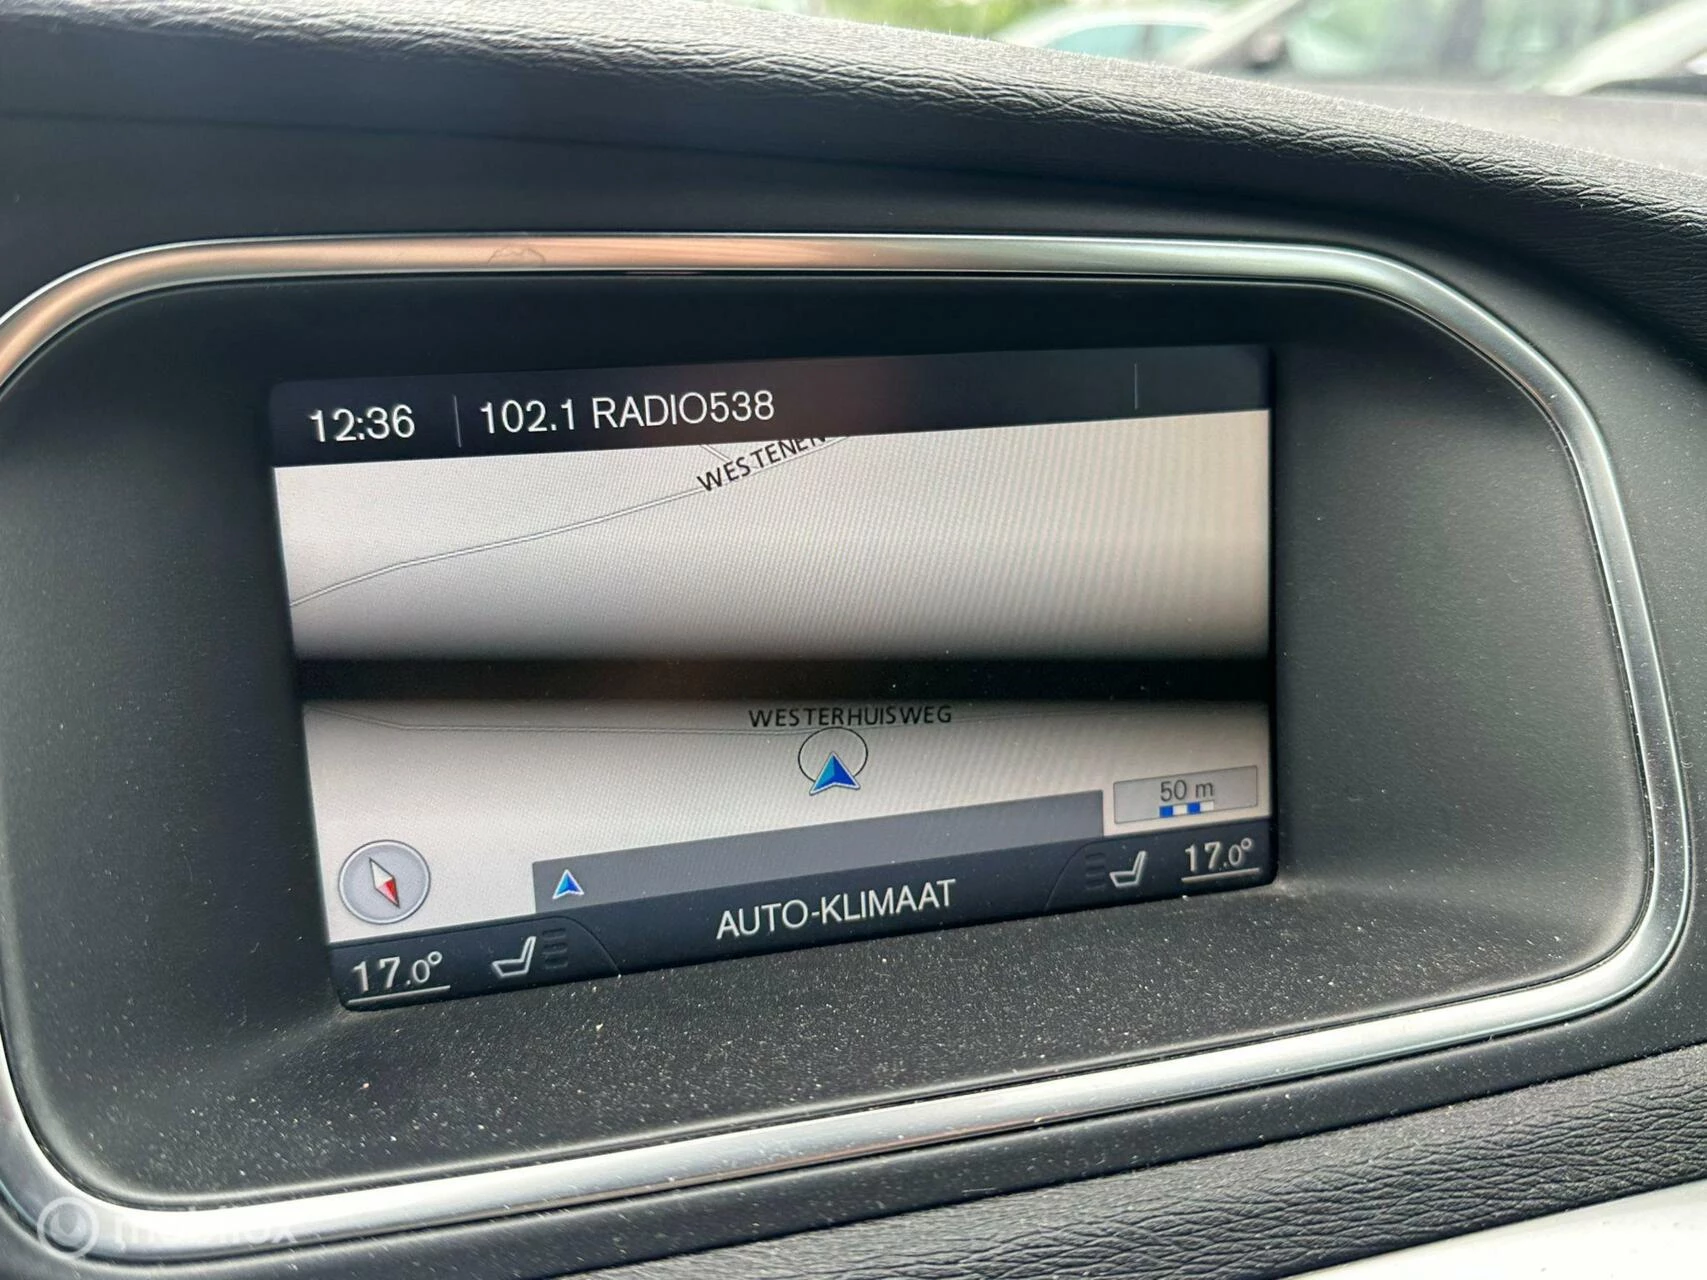 12:36 102.1 RADIO538
WESTERHUISWEG
50 m
AUTO-KLIMAAT 17.0°
17.0°